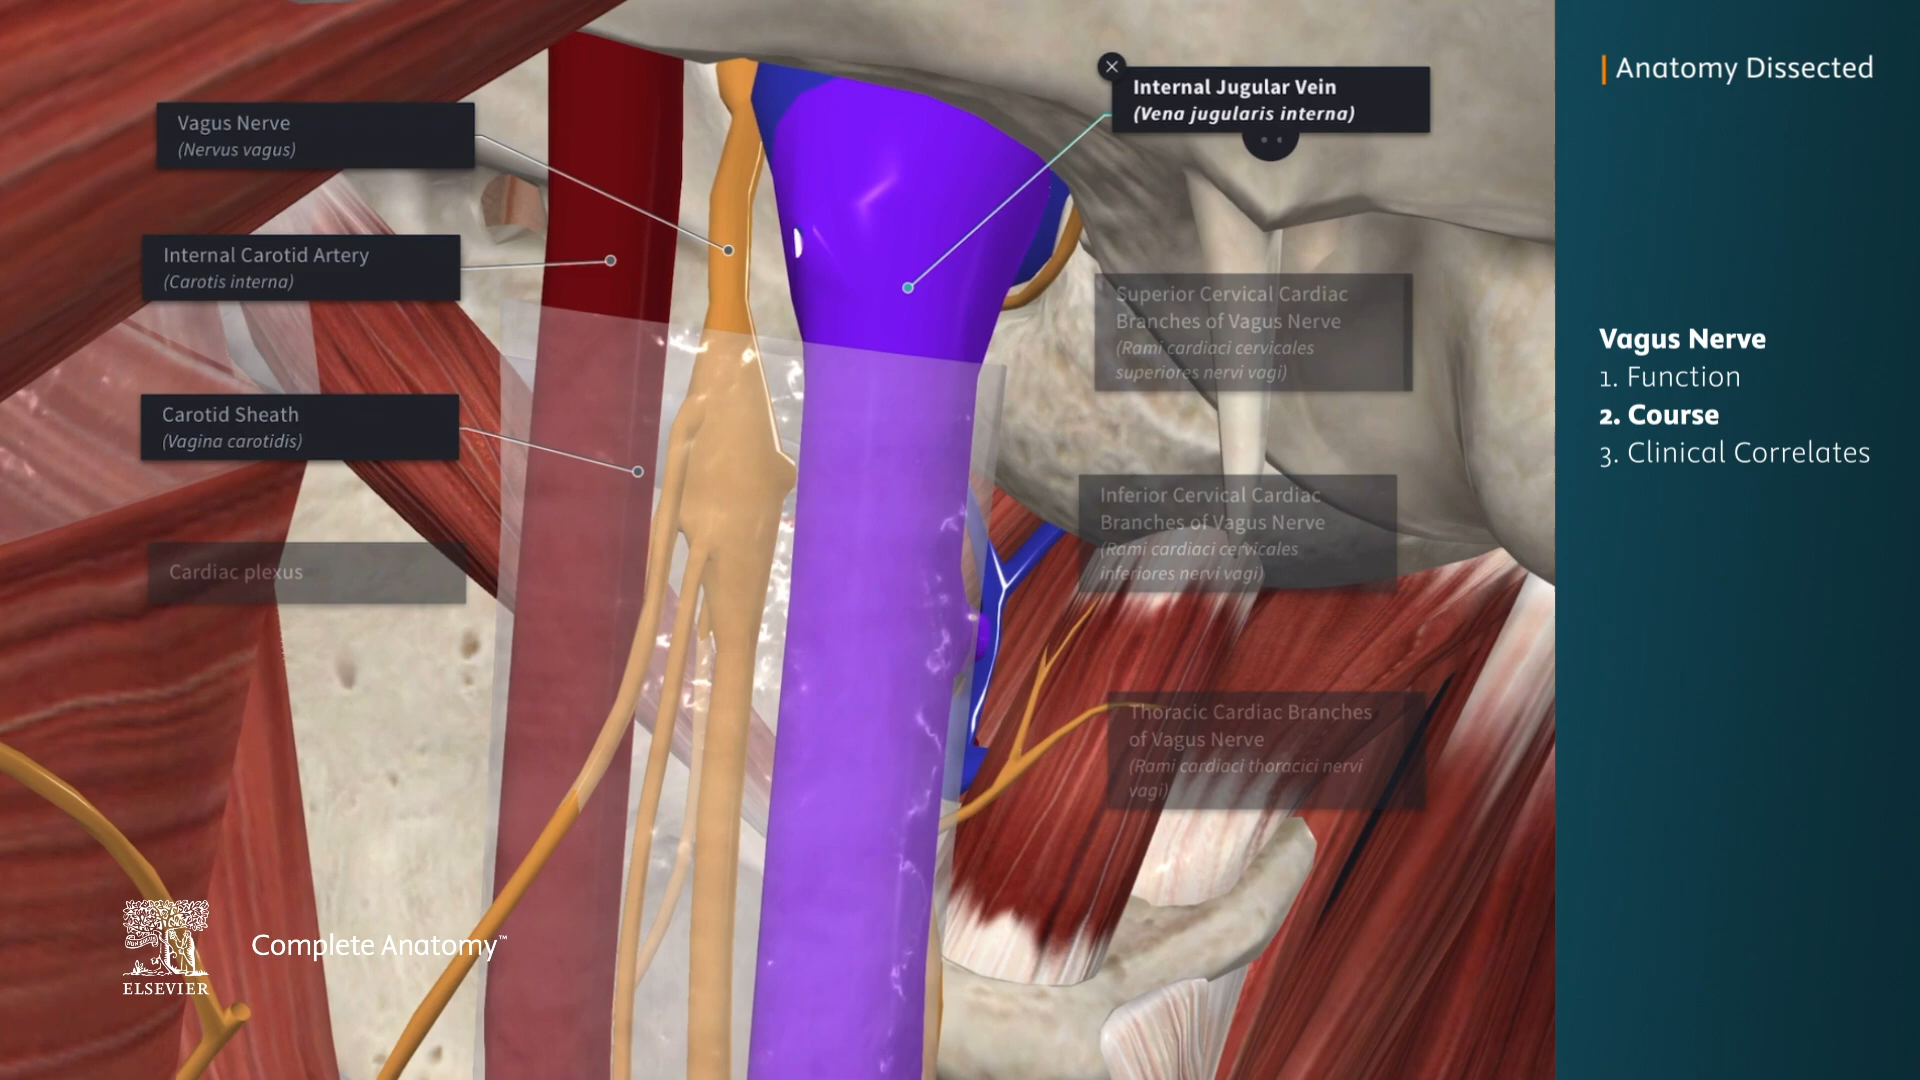 Anatomy Dissected
Internal Jugular Vein
(Vena jugularis interna)
Vagus Nerve
(Nervus vagus)
Internal Carotid Artery
(Carotis interna)
Superior Cervical Cardiac
Branches of Vagus Nerve
(Rami cardiaci cervicales
superiores nervi vagi)
Vagus Nerve
1. Function
2. Course
3. Clinical Correlates
Carotid Sheath
(Vagina carotidis)
Inferior Cervical Cardiac
Branches of Vagus Nerve
(Rami cardiaci cervicales
inferiores nervi vagi)
Cardiac plexus
Thoracic Cardiac Branches
of Vagus Nerve
(Rami cardiaci thoracici nervi
vagi)
Complete Anatomy™
ELSEVIER